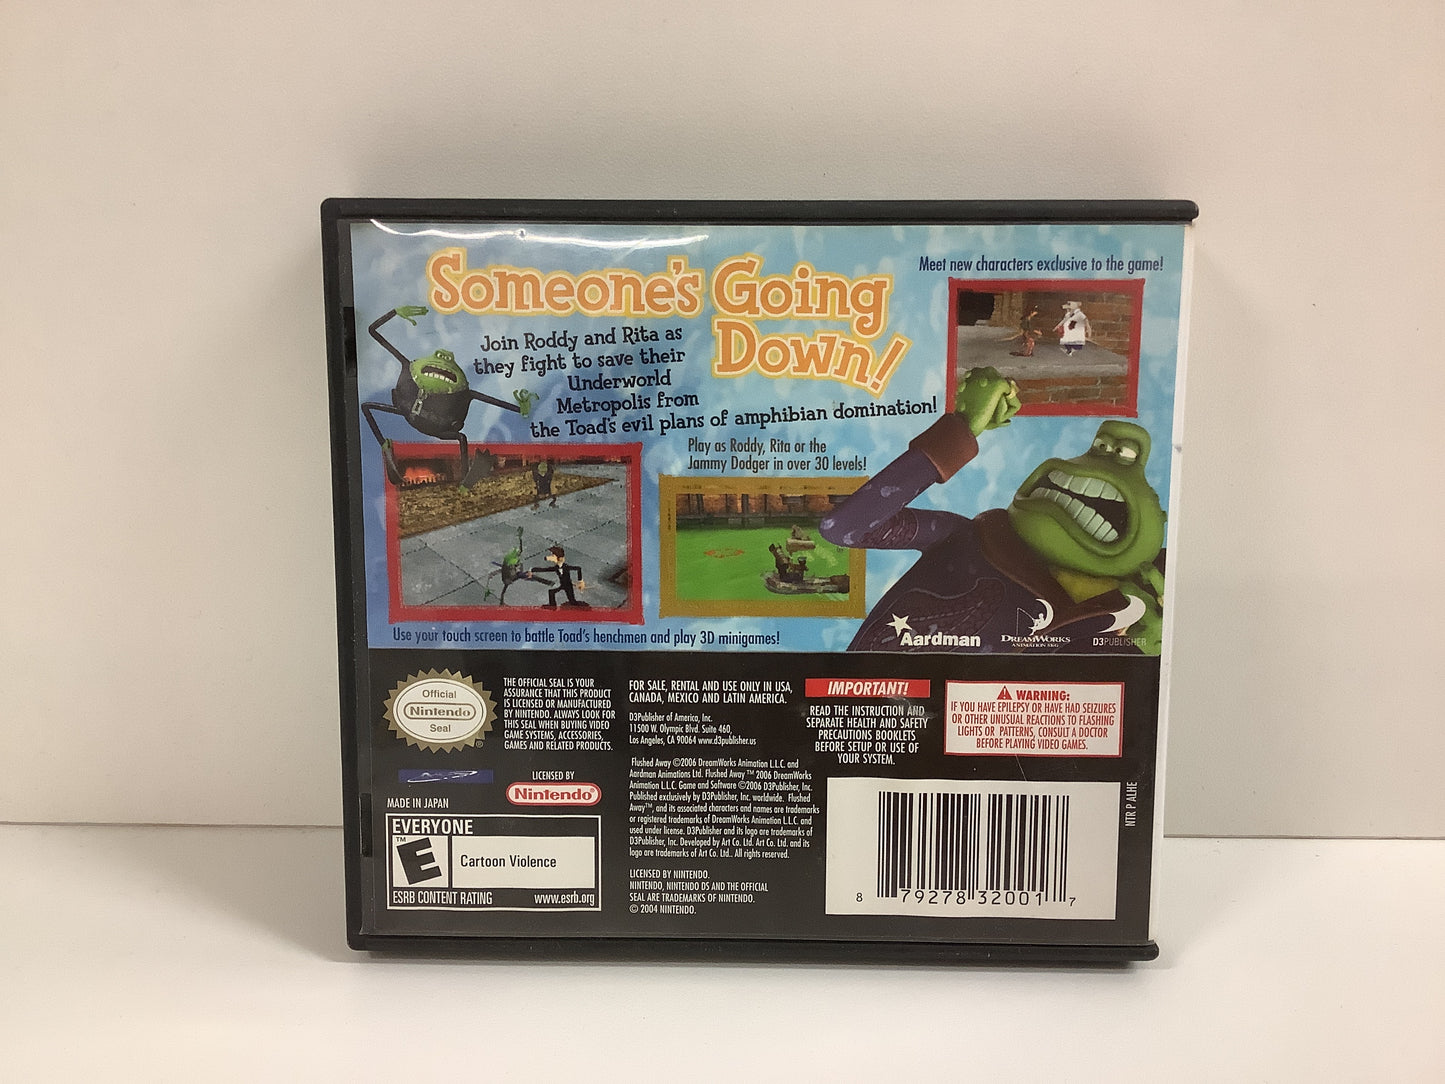 Someone's Going
Down!
Meet new characters exclusive to the game!
Join Roddy and Rita as
they fight to save their
Underworld
Metropolis from
the Toad's evil plans of amphibian domination!
Play as Roddy, Rita or the
Jammy Dodger in over 30 levels!
Use your touch screen to battle Toad's henchmen and play 3D minigames!
Aardman
DREAMWORKS
ANIMATION SKG
D3PUBLISHER
Official
Nintendo
Seal
®
THE OFFICIAL SEAL IS YOUR
ASSURANCE THAT THIS PRODUCT
IS LICENSED OR MANUFACTURED
BY NINTENDO. ALWAYS LOOK FOR
THIS SEAL WHEN BUYING VIDEO
GAME SYSTEMS, ACCESSORIES,
GAMES AND RELATED PRODUCTS.
LICENSED BY
Nintendo®
MADE IN JAPAN
EVERYONE
TM
E
Cartoon Violence
ESRB CONTENT RATING www.esrb.org
FOR SALE, RENTAL AND USE ONLY IN USA,
CANADA, MEXICO AND LATIN AMERICA.
D3Publisher of America, Inc.
11500 W. Olympic Blvd. Suite 460,
Los Angeles, CA 90064 www.d3publisher.us
Flushed Away ©2006 DreamWorks Animation L.L.C. and
Aardman Animations Ltd. Flushed Away ™ 2006 DreamWorks
Animation L.L.C. Game and Software ©2006 D3Publisher, Inc.
Published exclusively by D3Publisher, Inc. worldwide. Flushed
Away™, and its associated characters and names are trademarks
or registered trademarks of DreamWorks Animation L.L.C. and
used under license. D3Publisher and its logo are trademarks of
D3Publisher, Inc. Developed by Art Co. Ltd. Art Co. Ltd. and its
logo are trademarks of Art Co. Ltd.. All rights reserved.
LICENSED BY NINTENDO.
NINTENDO, NINTENDO DS AND THE OFFICIAL
SEAL ARE TRADEMARKS OF NINTENDO.
© 2004 NINTENDO.
IMPORTANT!
READ THE INSTRUCTION AND
SEPARATE HEALTH AND SAFETY
PRECAUTIONS BOOKLETS
BEFORE SETUP OR USE OF
YOUR SYSTEM.
WARNING:
IF YOU HAVE EPILEPSY OR HAVE HAD SEIZURES
OR OTHER UNUSUAL REACTIONS TO FLASHING
LIGHTS OR PATTERNS, CONSULT A DOCTOR
BEFORE PLAYING VIDEO GAMES.
NTR P ALHE
8 79278 32001 7